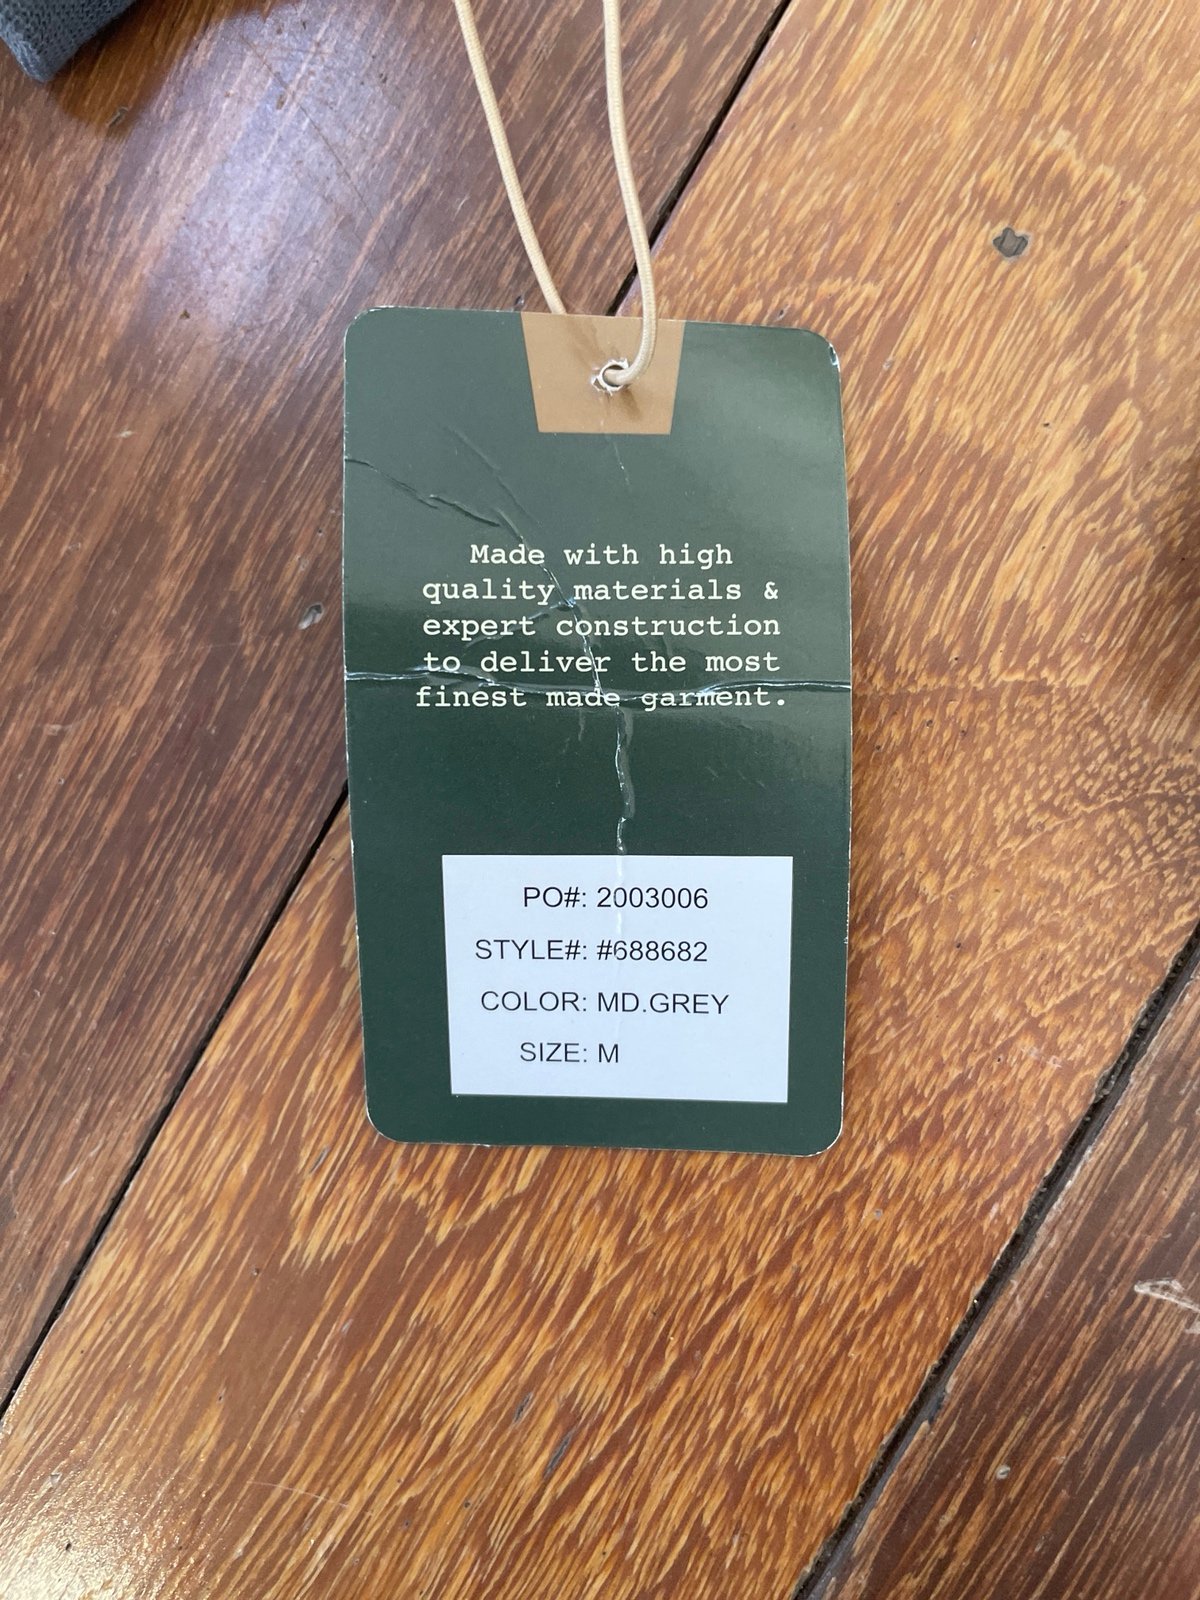 Made with high
quality materials &
expert construction
to deliver the most
finest made garment.
PO#: 2003006
STYLE#: #688682
COLOR: MD.GREY
SIZE: M